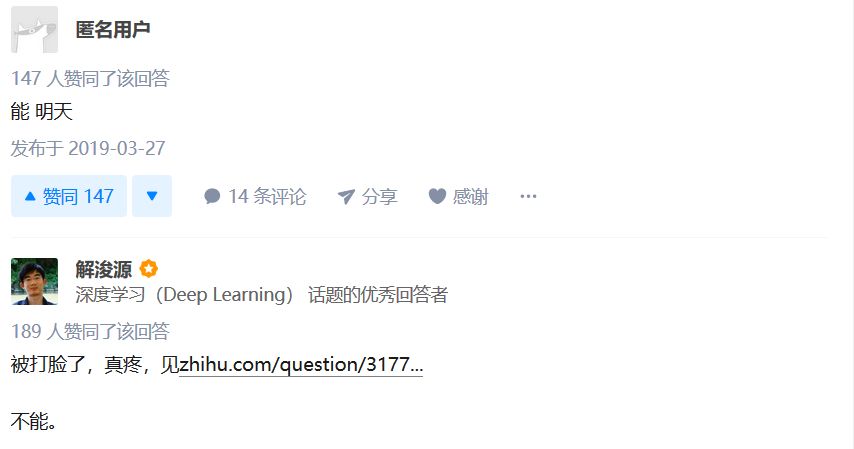 匿名用户
147 人赞同了该回答
能 明天
发布于 2019-03-27
赞同 147
14 条评论
分享
感谢
解浚源
深度学习（Deep Learning） 话题的优秀回答者
189 人赞同了该回答
被打脸了，真疼，见zhihu.com/question/3177...
不能。